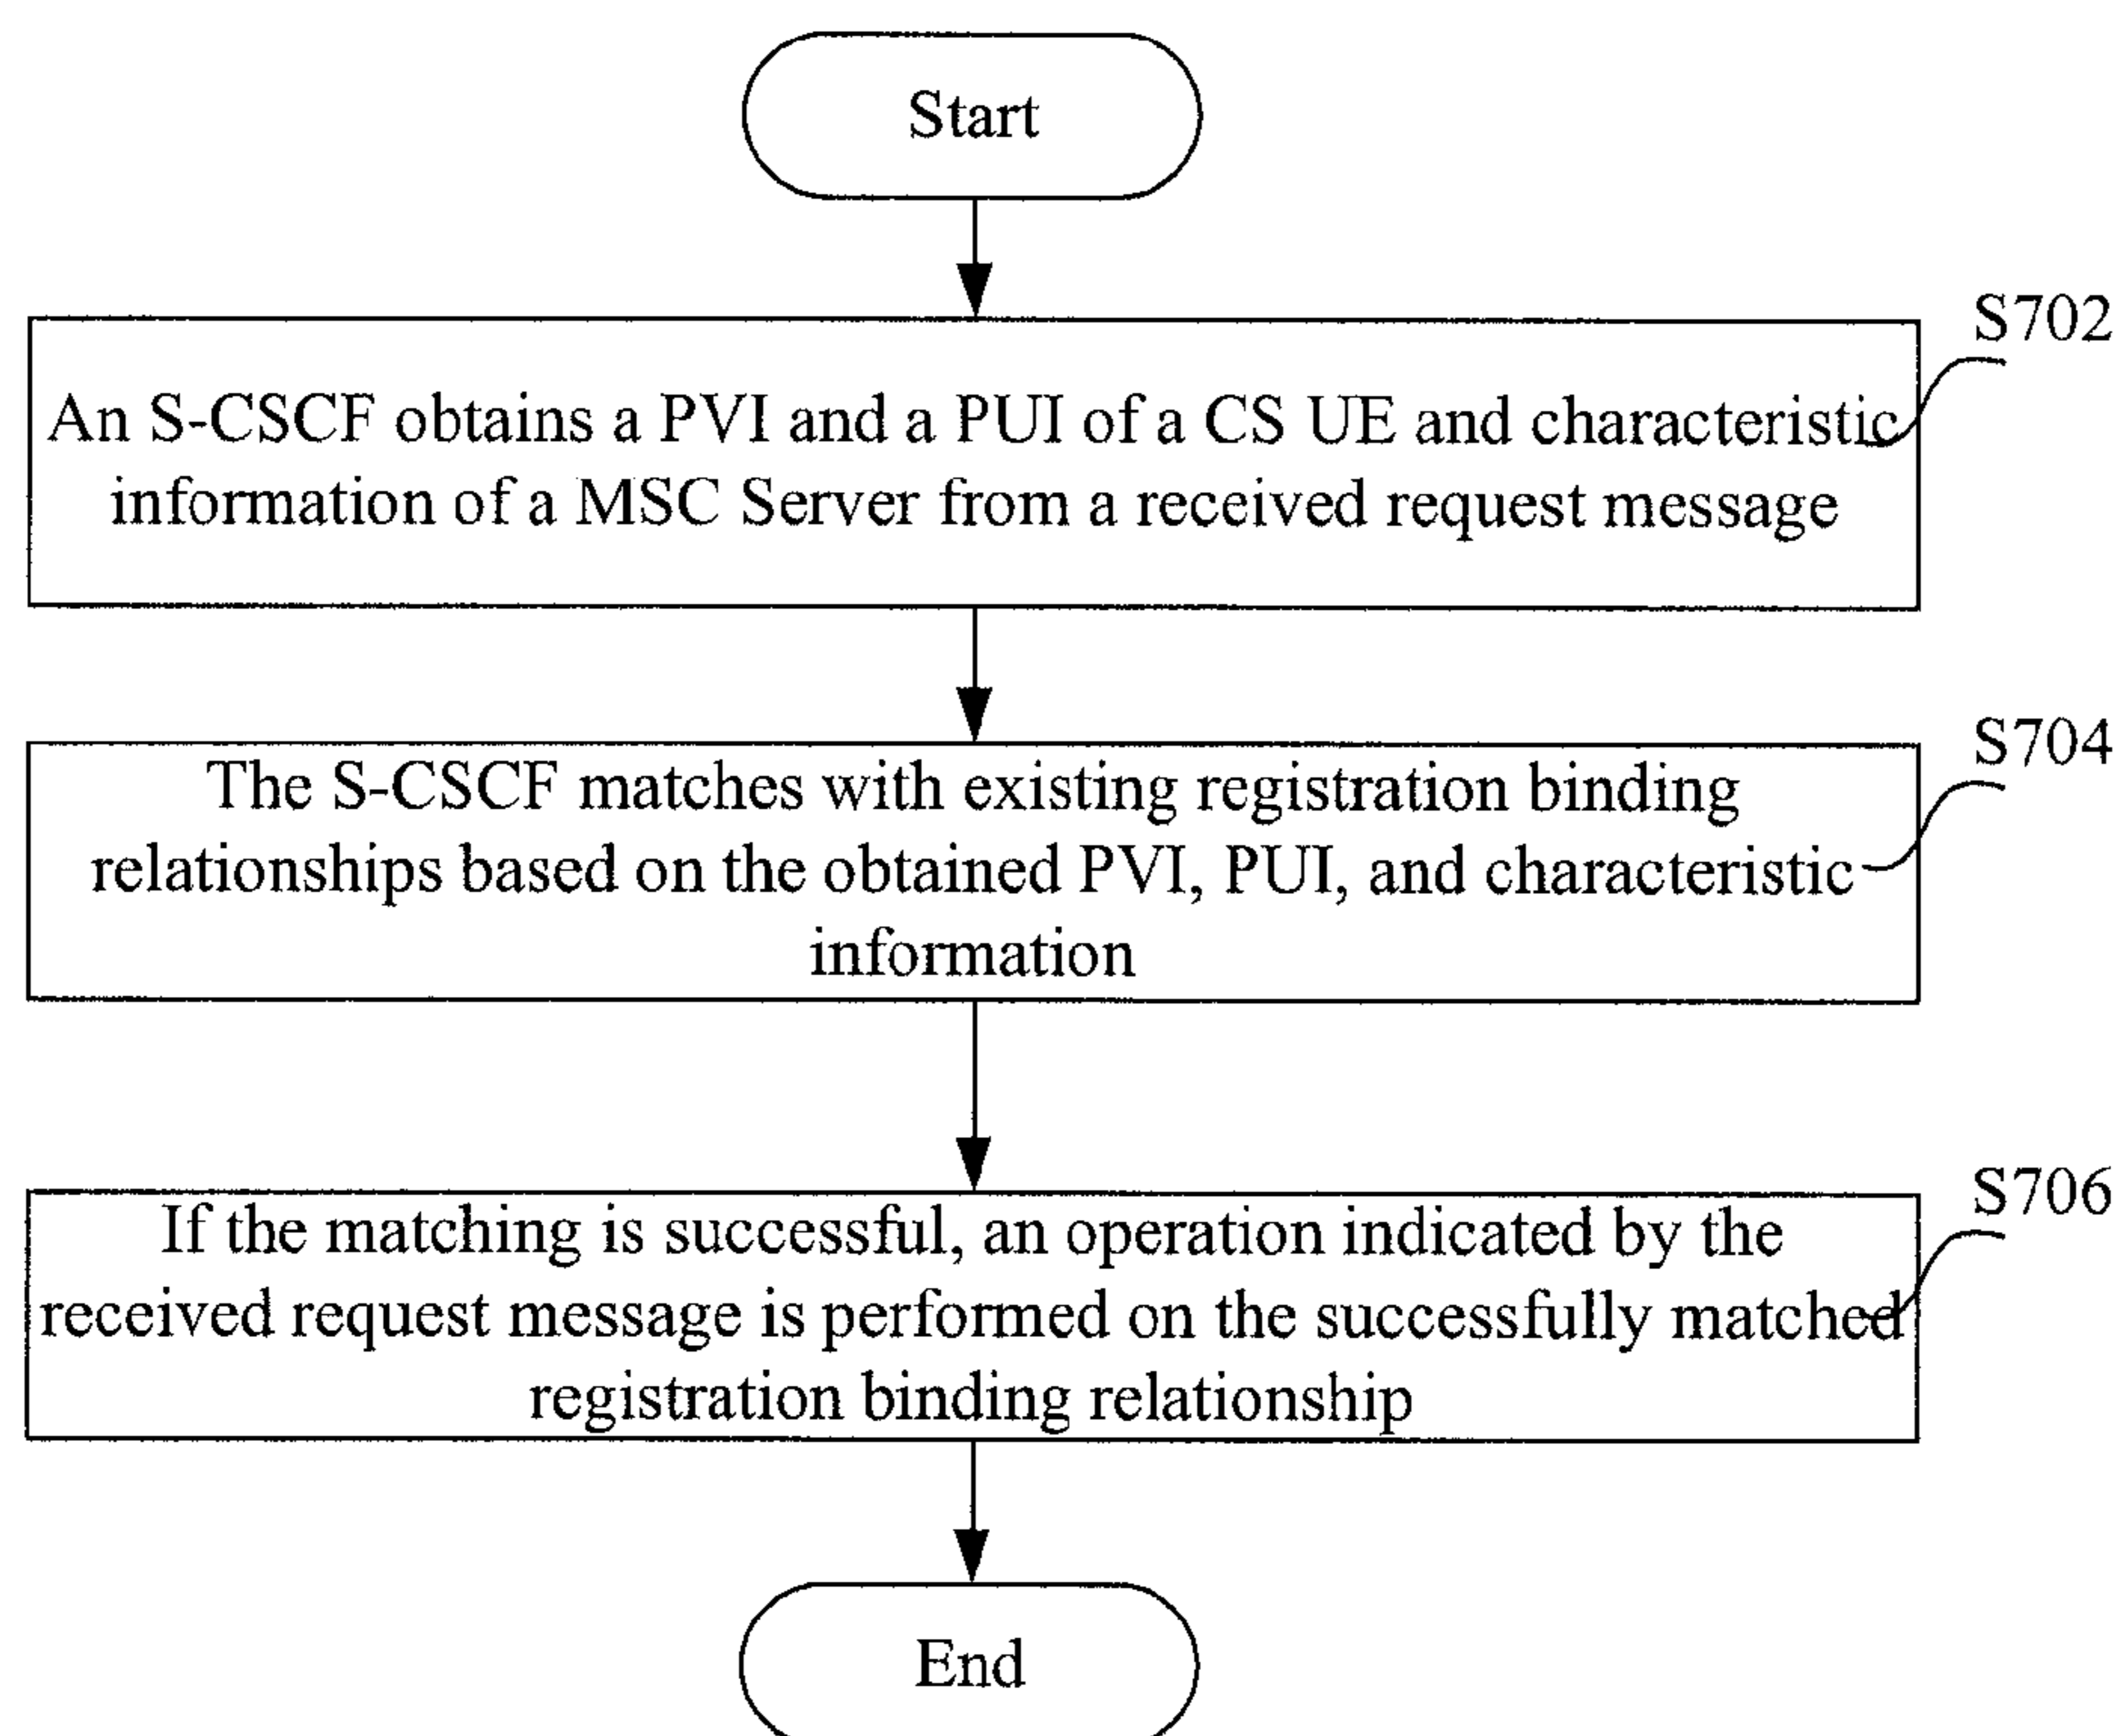 Start
S702
An S-CSCF obtains a PVI and a PUI of a CS UE and characteristic
information of a MSC Server from a received request message
S704
The S-CSCF matches with existing registration binding
relationships based on the obtained PVI, PUI, and characteristic
information
S706
If the matching is successful, an operation indicated by the
received request message is performed on the successfully matched
registration binding relationship
End